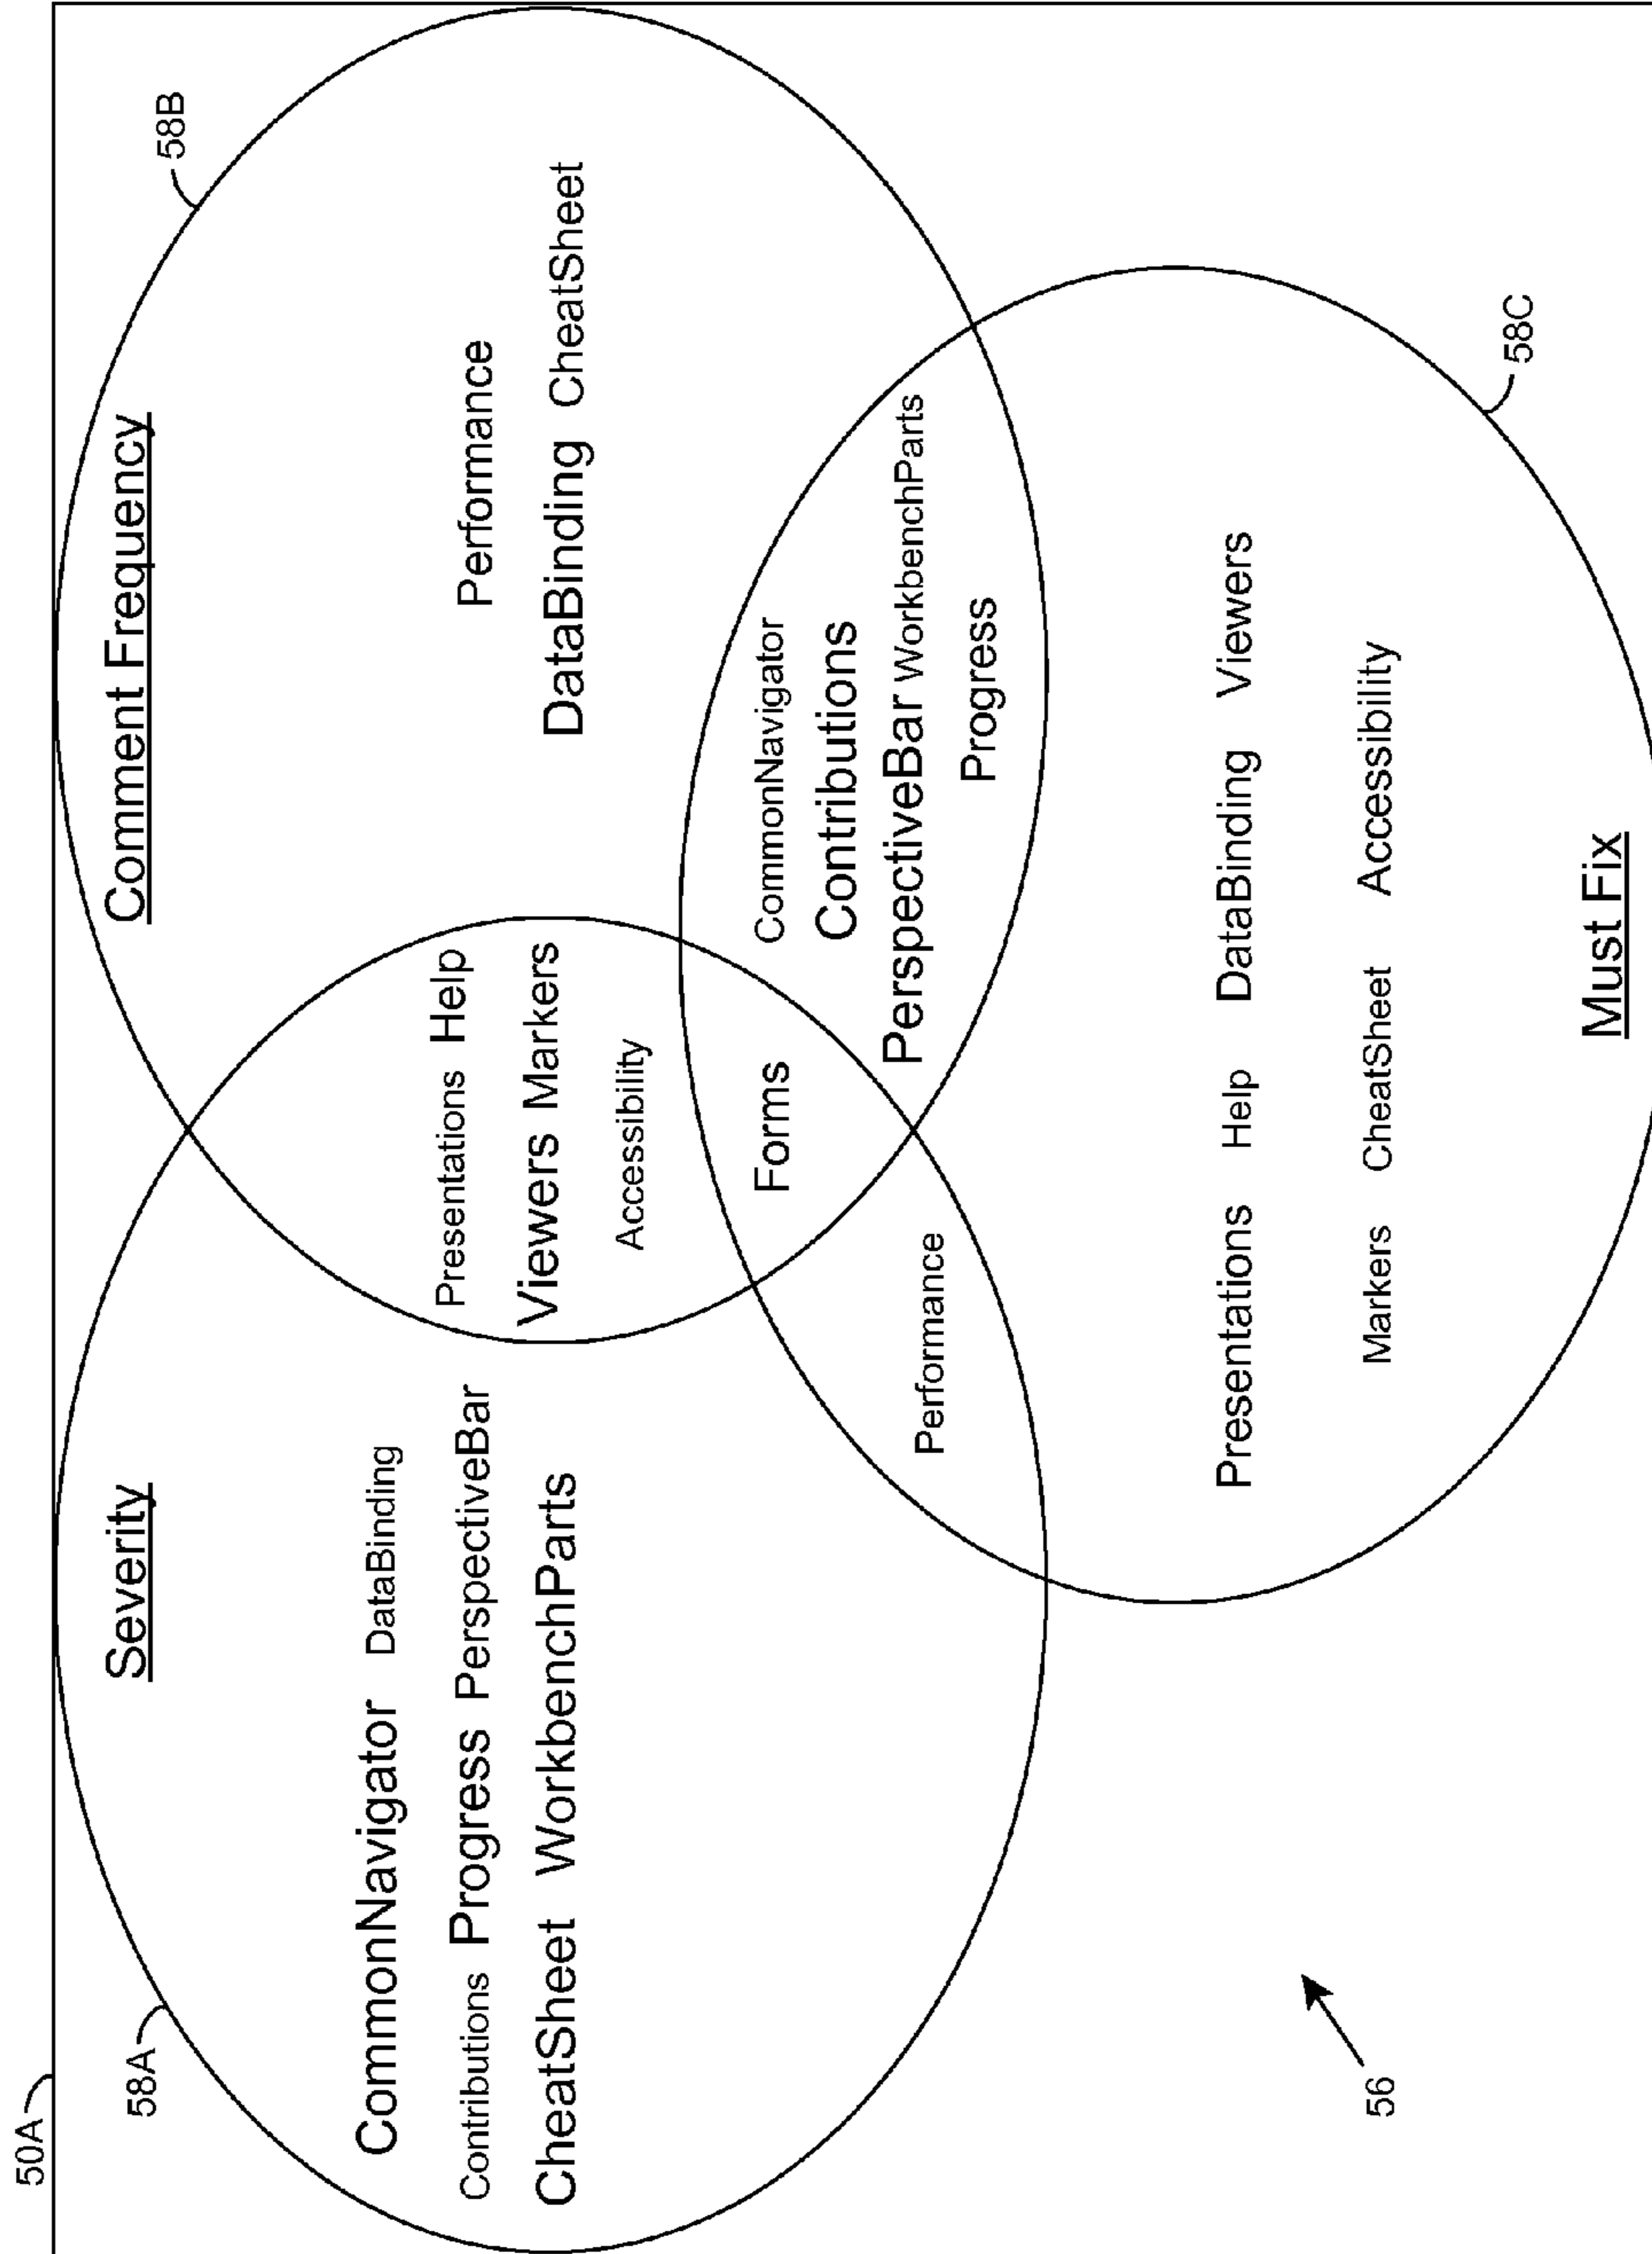 50A
58A
58B
Severity
Comment Frequency
CommonNavigator DataBinding
Contributions Progress PerspectiveBar
CheatSheet WorkbenchParts
Presentations Help
Viewers Markers
Accessibility
Performance
DataBinding CheatSheet
Forms
CommonNavigator
Contributions
PerspectiveBar WorkbenchParts
Progress
Performance
Presentations Help DataBinding Viewers
Markers CheatSheet Accessibility
58C
56
Must Fix